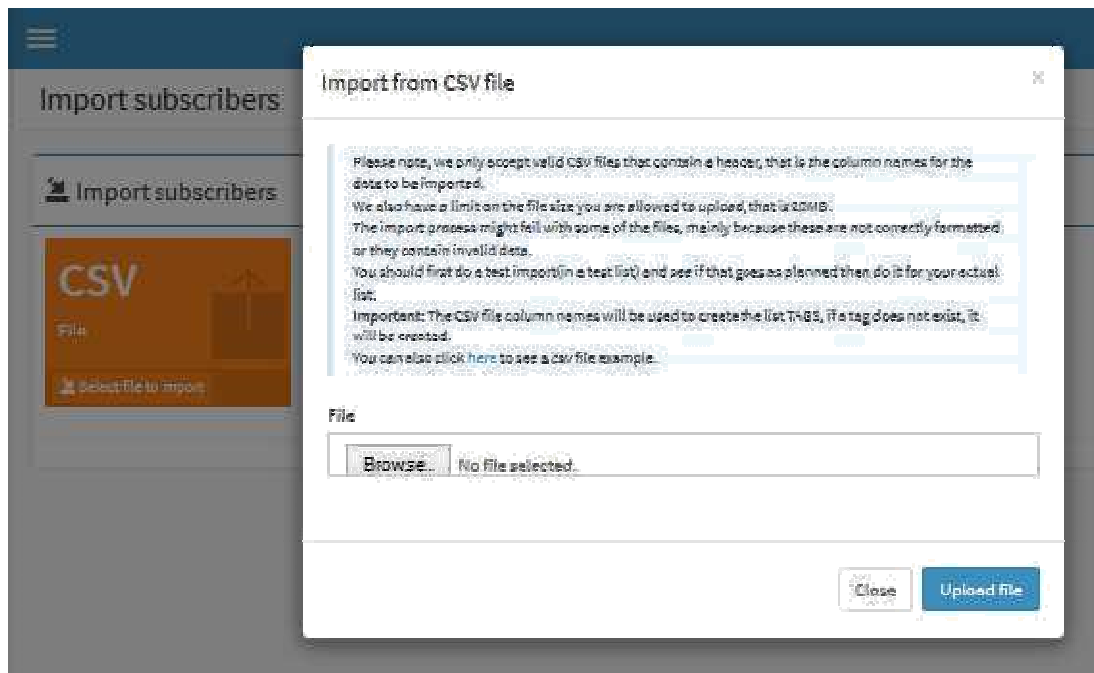 Import subscribers
Import subscribers
CSV
File
Select file to import
Import from CSV file
×
Please note, we only accept valid CSV files that contain a header, that is the column names for the
data to be imported.
We also have a limit on the file size you are allowed to upload, that is 20MB.
The import process might fail with some of the files, mainly because these are not correctly formatted
or they contain invalid data.
You should first do a test import(in a test list) and see if that goes as planned then do it for your actual
list.
Important: The CSV file column names will be used to create the list TAGS, if a tag does not exist, it
will be created.
You can also click here to see a csv file example.
File
Browse.. No file selected.
Close Upload file